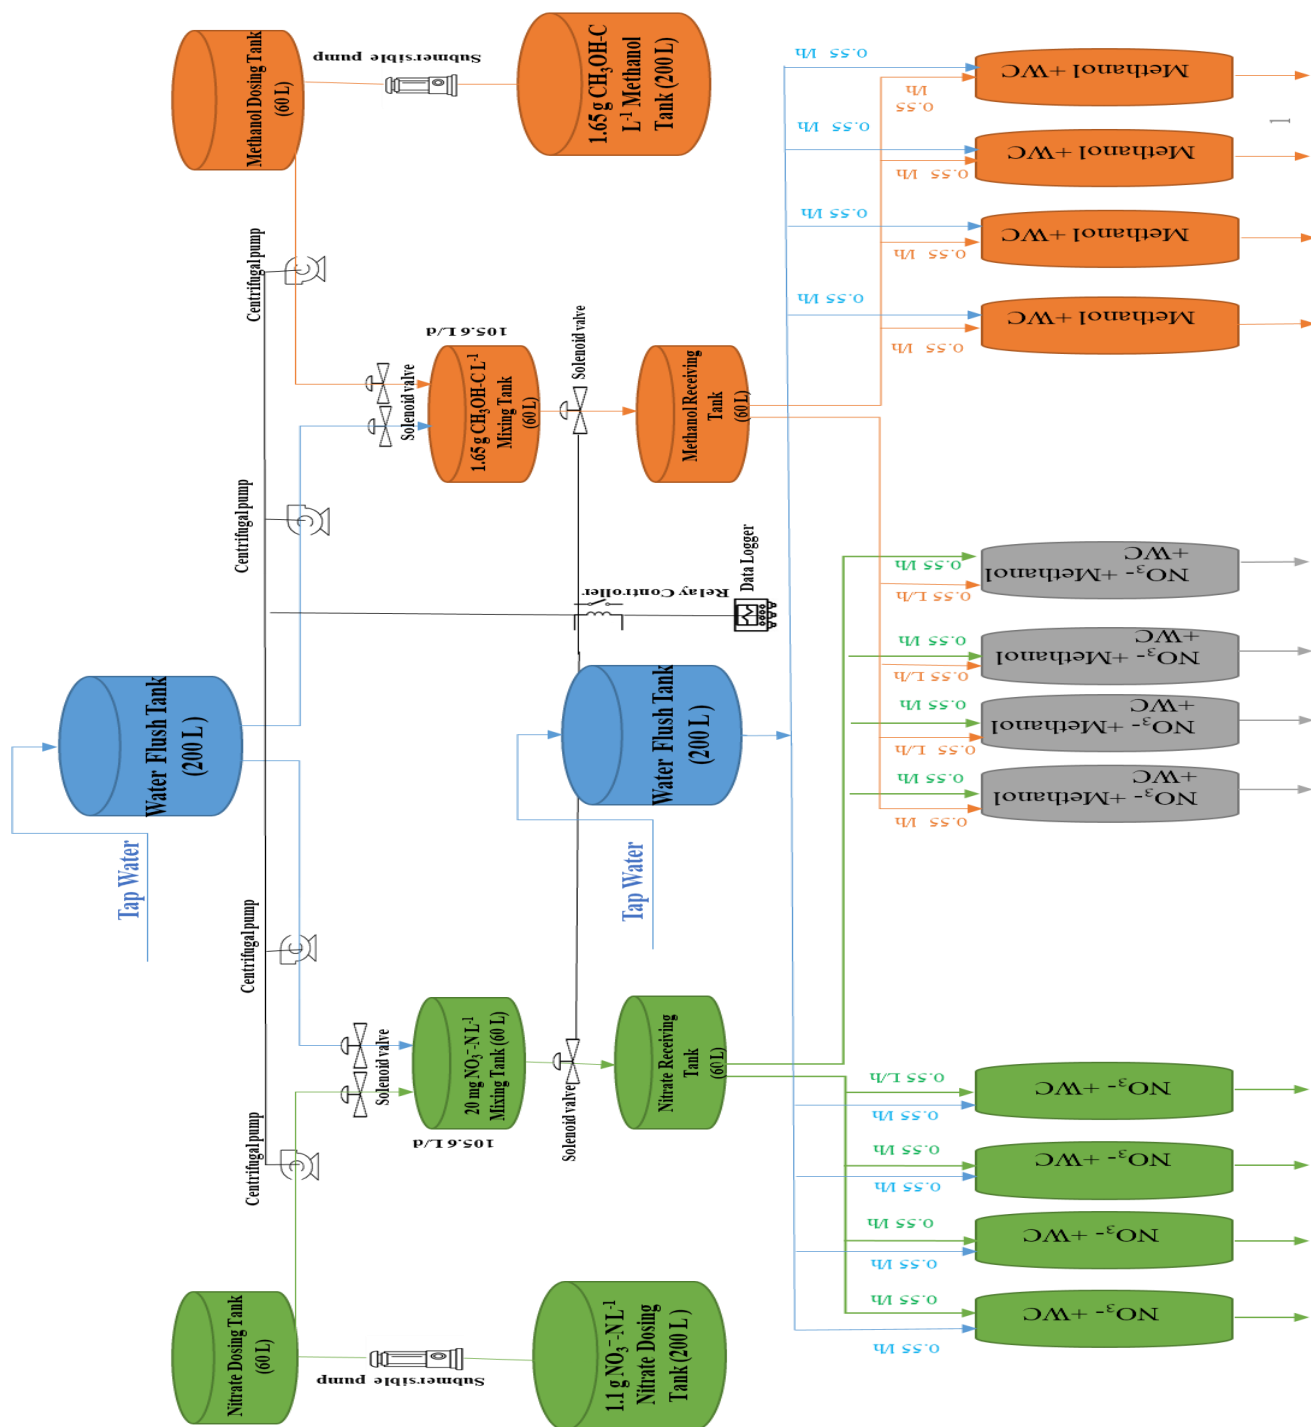 Methanol Dosing Tank
(60 L)
Submersible
pump
1.65 g CH₃OH-C
L⁻¹ Methanol
Tank (200 L)
Centrifugal pump
Centrifugal pump
Solenoid valve
105.6 L/d
1.65 g CH₃OH-C L⁻¹
Mixing Tank
(60 L)
Solenoid valve
Methanol Receiving
Tank
(60 L)
Relay Controller
Data Logger
Tap Water
Water Flush Tank
(200 L)
Tap Water
Water Flush Tank
(200 L)
Centrifugal pump
Centrifugal pump
Solenoid valve
20 mg NO₃⁻-N L⁻¹
Mixing Tank (60 L)
105.6 L/d
Solenoid valve
Nitrate Receiving
Tank
(60 L)
Nitrate Dosing Tank
(60 L)
Submersible
pump
1.1 g NO₃⁻-N L⁻¹
Nitrate Dosing
Tank (200 L)
0.55 l/h
0.55
l/h
Methanol+WC
1
0.55 l/h
0.55 l/h
Methanol+WC
0.55 l/h
0.55 l/h
Methanol+WC
0.55 l/h
0.55 l/h
Methanol+WC
0.55 l/h
0.55 L/h
NO₃- +Methanol
+WC
0.55 l/h
0.55 L/h
NO₃- +Methanol
+WC
0.55 l/h
0.55 L/h
NO₃- +Methanol
+WC
0.55 l/h
0.55 l/h
NO₃- +Methanol
+WC
0.55 L/h
0.55 l/h
NO₃- +WC
0.55 l/h
0.55 l/h
NO₃- +WC
0.55 l/h
0.55 l/h
NO₃- +WC
0.55 l/h
0.55 l/h
NO₃- +WC